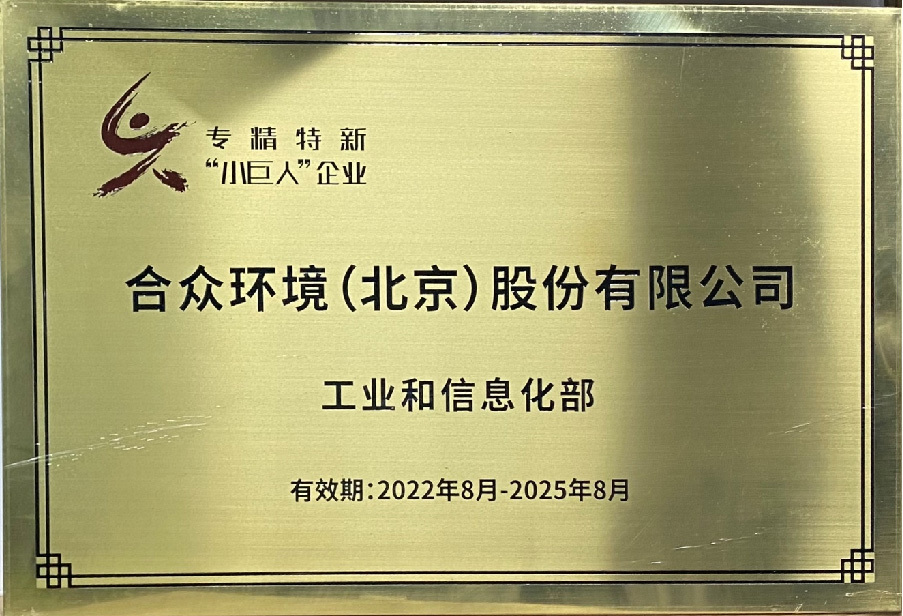 专精特新
“小巨人”企业
合众环境（北京）股份有限公司
工业和信息化部
有效期:2022年8月-2025年8月